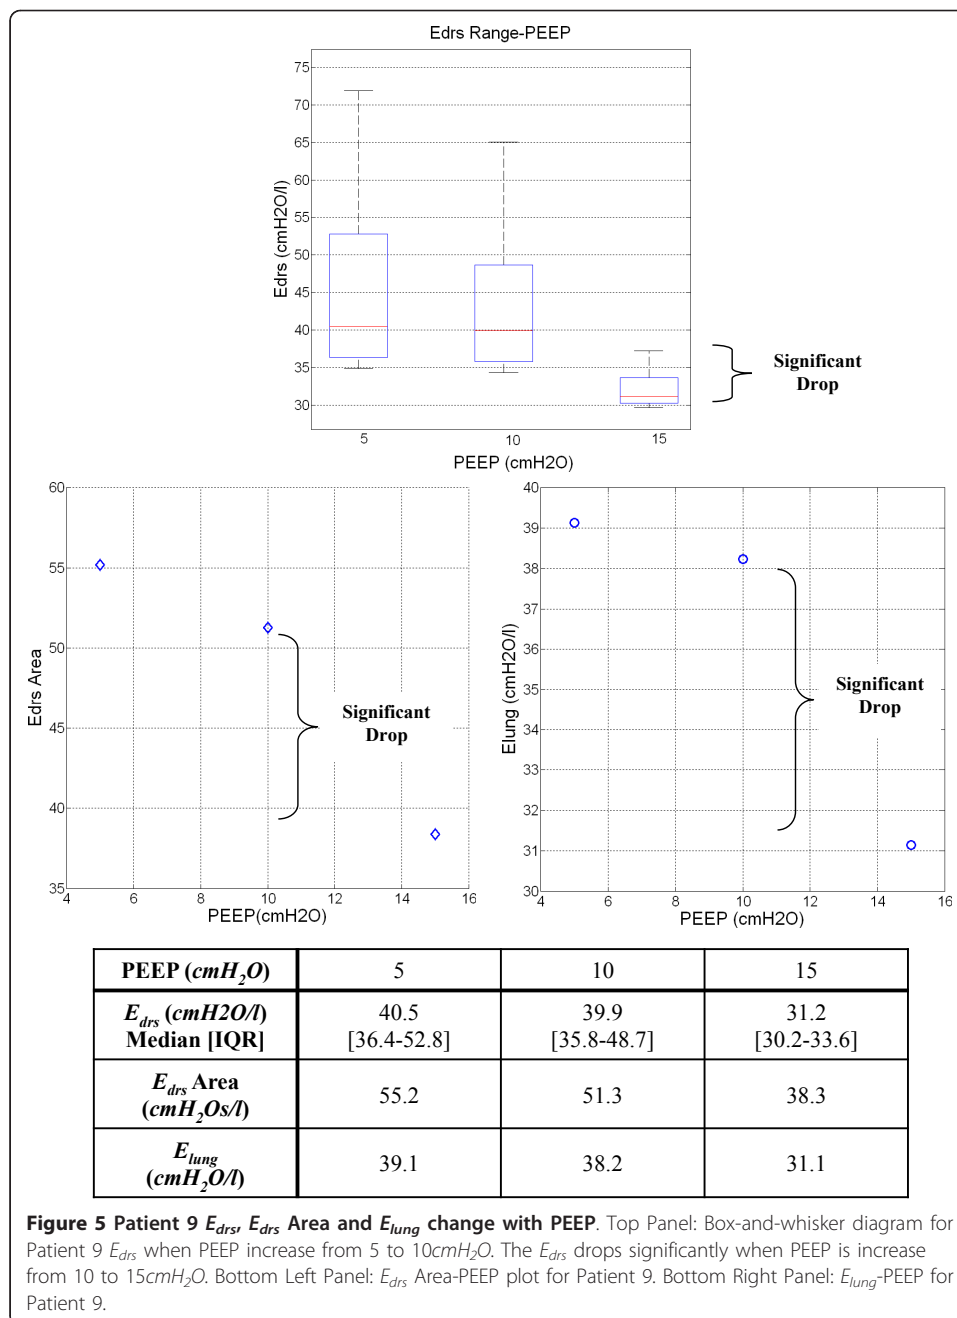 Edrs Range-PEEP
75
70
65
60
55
50
45
40
35
30
Edrs (cmH2O/l)
5 10 15
PEEP (cmH2O)
Significant
Drop
60
55
50
45
40
35
Edrs Area
4 6 8 10 12 14 16
PEEP(cmH2O)
Significant
Drop
40
39
38
37
36
35
34
33
32
31
30
Elung (cmH2O/l)
4 6 8 10 12 14 16
PEEP (cmH2O)
Significant
Drop
PEEP (cmH2O) 5 10 15
Edrs (cmH2O/l) 40.5 39.9 31.2
Median [IQR] [36.4-52.8] [35.8-48.7] [30.2-33.6]
Edrs Area
(cmH2Os/l) 55.2 51.3 38.3
Elung
(cmH2O/l) 39.1 38.2 31.1
Figure 5 Patient 9 Edrs, Edrs Area and Elung change with PEEP. Top Panel: Box-and-whisker diagram for
Patient 9 Edrs when PEEP increase from 5 to 10cmH2O. The Edrs drops significantly when PEEP is increase
from 10 to 15cmH2O. Bottom Left Panel: Edrs Area-PEEP plot for Patient 9. Bottom Right Panel: Elung-PEEP for
Patient 9.